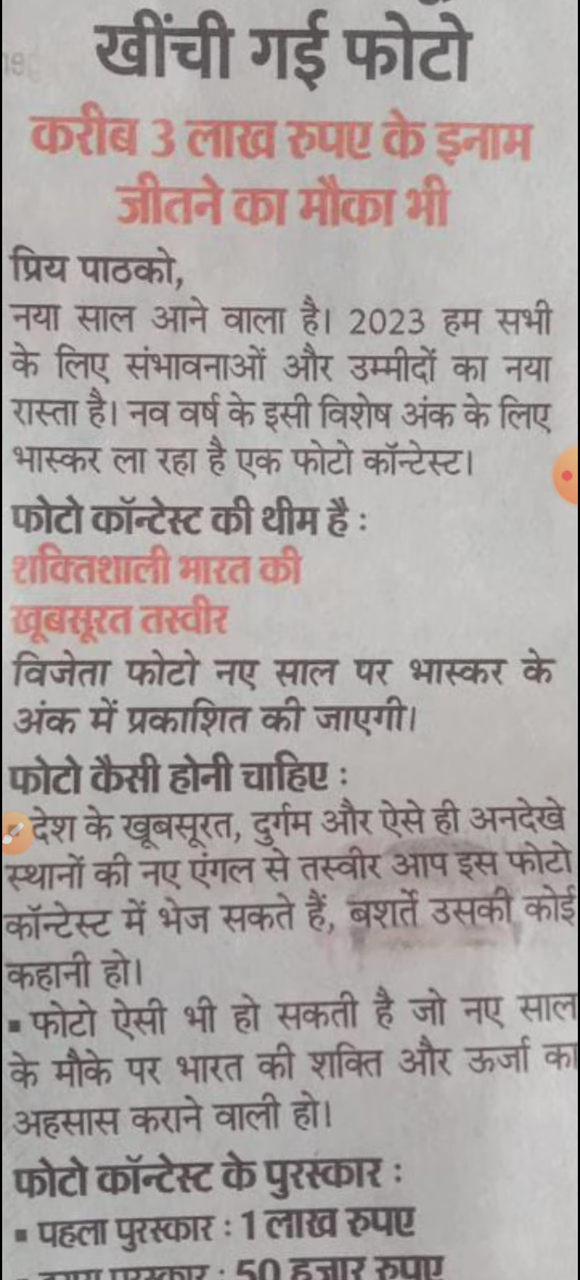 खींची गई फोटो
करीब 3 लाख रुपए के इनाम
जीतने का मौका भी
प्रिय पाठको,
नया साल आने वाला है। 2023 हम सभी
के लिए संभावनाओं और उम्मीदों का नया
रास्ता है। नव वर्ष के इसी विशेष अंक के लिए
भास्कर ला रहा है एक फोटो कॉन्टेस्ट।
फोटो कॉन्टेस्ट की थीम है :
शक्तिशाली भारत की
खूबसूरत तस्वीर
विजेता फोटो नए साल पर भास्कर के
अंक में प्रकाशित की जाएगी।
फोटो कैसी होनी चाहिए :
▪ देश के खूबसूरत, दुर्गम और ऐसे ही अनदेखे
स्थानों की नए एंगल से तस्वीर आप इस फोटो
कॉन्टेस्ट में भेज सकते हैं, बशर्ते उसकी कोई
कहानी हो।
▪ फोटो ऐसी भी हो सकती है जो नए साल
के मौके पर भारत की शक्ति और ऊर्जा का
अहसास कराने वाली हो।
फोटो कॉन्टेस्ट के पुरस्कार :
▪ पहला पुरस्कार : 1 लाख रुपए
पुरस्कार : 50 हजार रुपए